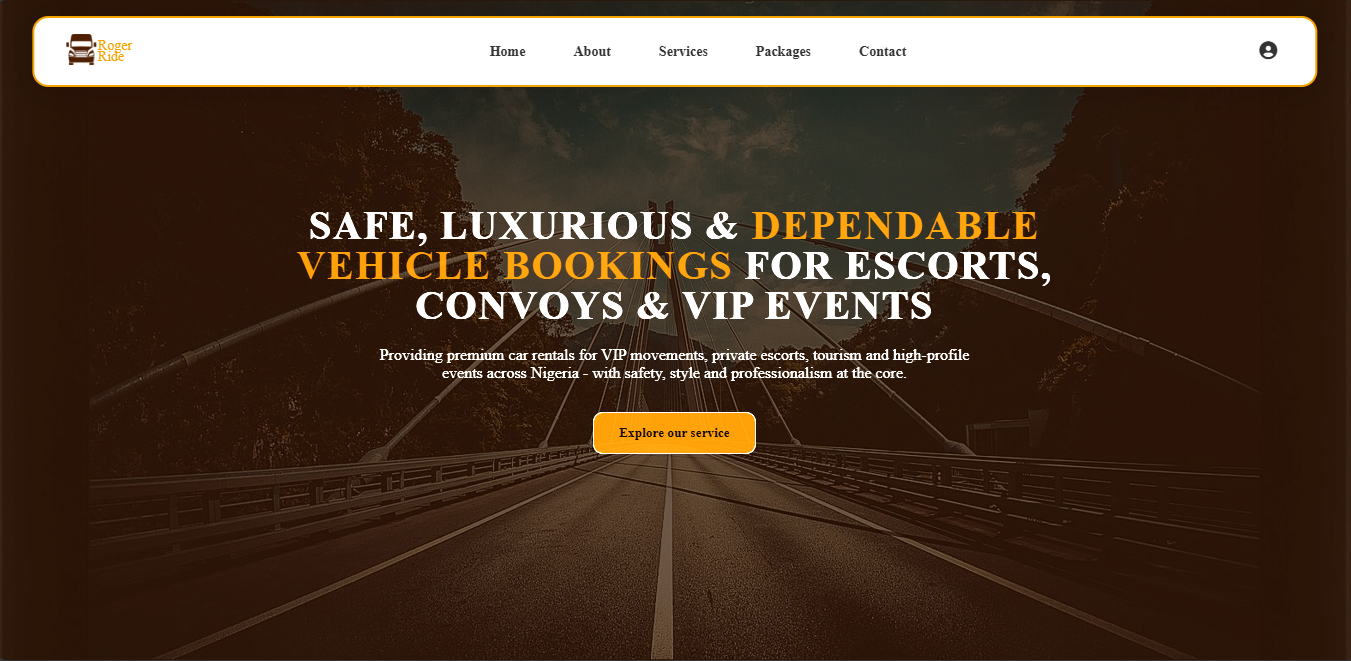 Roger
Ride
Home
About
Services
Packages
Contact
SAFE, LUXURIOUS & DEPENDABLE
VEHICLE BOOKINGS FOR ESCORTS,
CONVOYS & VIP EVENTS
Providing premium car rentals for VIP movements, private escorts, tourism and high-profile
events across Nigeria - with safety, style and professionalism at the core.
Explore our service